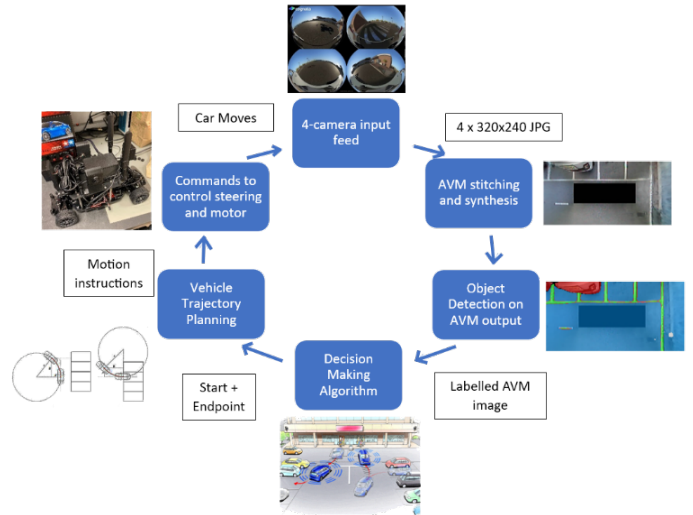 4-camera input
feed
4 x 320x240 JPG
AVM stitching
and synthesis
Object
Detection on
AVM output
Labelled AVM
image
Decision
Making
Algorithm
Start +
Endpoint
Vehicle
Trajectory
Planning
Motion
instructions
Commands to
control steering
and motor
Car Moves